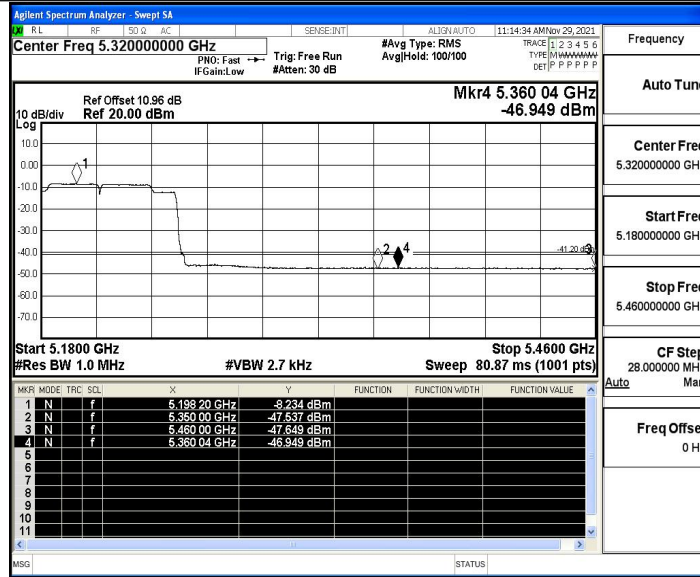 Agilent Spectrum Analyzer - Swept SA
RL RF 50 Ω AC SENSE:INT ALIGN AUTO 11:14:34 AM Nov 29, 2021
Center Freq 5.320000000 GHz
PNO: Fast
IFGain:Low
Trig: Free Run
#Atten: 30 dB
#Avg Type: RMS
Avg|Hold: 100/100
TRACE 1 2 3 4 5 6
TYPE M W W W W W
DET P P P P P P
Ref Offset 10.96 dB
10 dB/div Ref 20.00 dBm
Log
Mkr4 5.360 04 GHz
-46.949 dBm
10.0
0.00
-10.0
-20.0
-30.0
-40.0
-50.0
-60.0
-70.0
1
2
4
3
-41.20
Start 5.1800 GHz Stop 5.4600 GHz
#Res BW 1.0 MHz #VBW 2.7 kHz Sweep 80.87 ms (1001 pts)
MKR MODE TRC SCL X Y FUNCTION FUNCTION WIDTH FUNCTION VALUE
1 N f 5.198 20 GHz -8.234 dBm
2 N f 5.350 00 GHz -47.537 dBm
3 N f 5.460 00 GHz -47.649 dBm
4 N f 5.360 04 GHz -46.949 dBm
5
6
7
8
9
10
11
MSG STATUS
Frequency
Auto Tun
Center Fre
5.320000000 GH
Start Fre
5.180000000 GH
Stop Fre
5.460000000 GH
CF Step
28.000000 MH
Auto Ma
Freq Offse
0 H